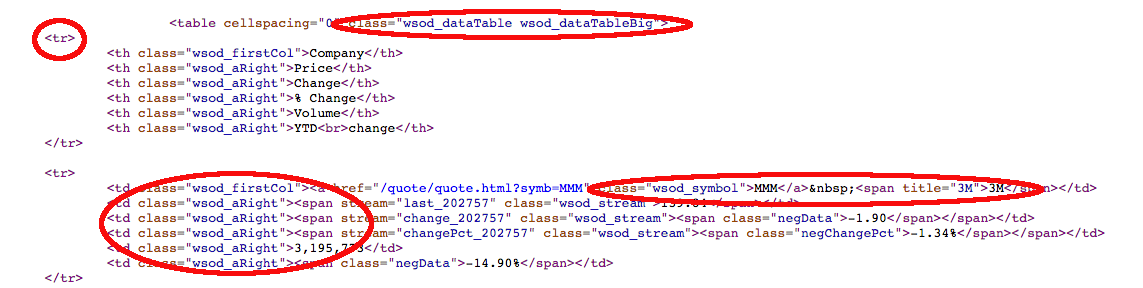 <table cellspacing="0" class="wsod_dataTable wsod_dataTableBig">
<tr>
<th class="wsod_firstCol">Company</th>
<th class="wsod_aRight">Price</th>
<th class="wsod_aRight">Change</th>
<th class="wsod_aRight">% Change</th>
<th class="wsod_aRight">Volume</th>
<th class="wsod_aRight">YTD<br>change</th>
</tr>
<tr>
<td class="wsod_firstCol"><a href="/quote/quote.html?symb=MMM" class="wsod_symbol">MMM</a>&nbsp;<span title="3M">3M</span></td>
<td class="wsod_aRight"><span stream="last_202757" class="wsod_stream"></span></td>
<td class="wsod_aRight"><span stream="change_202757" class="wsod_stream"><span class="negData">-1.90</span></span></td>
<td class="wsod_aRight"><span stream="changePct_202757" class="wsod_stream"><span class="negChangePct">-1.34%</span></span></td>
<td class="wsod_aRight">3,195,7</td>
<td class="wsod_aRight"><span class="negData">-14.90%</span></td>
</tr>